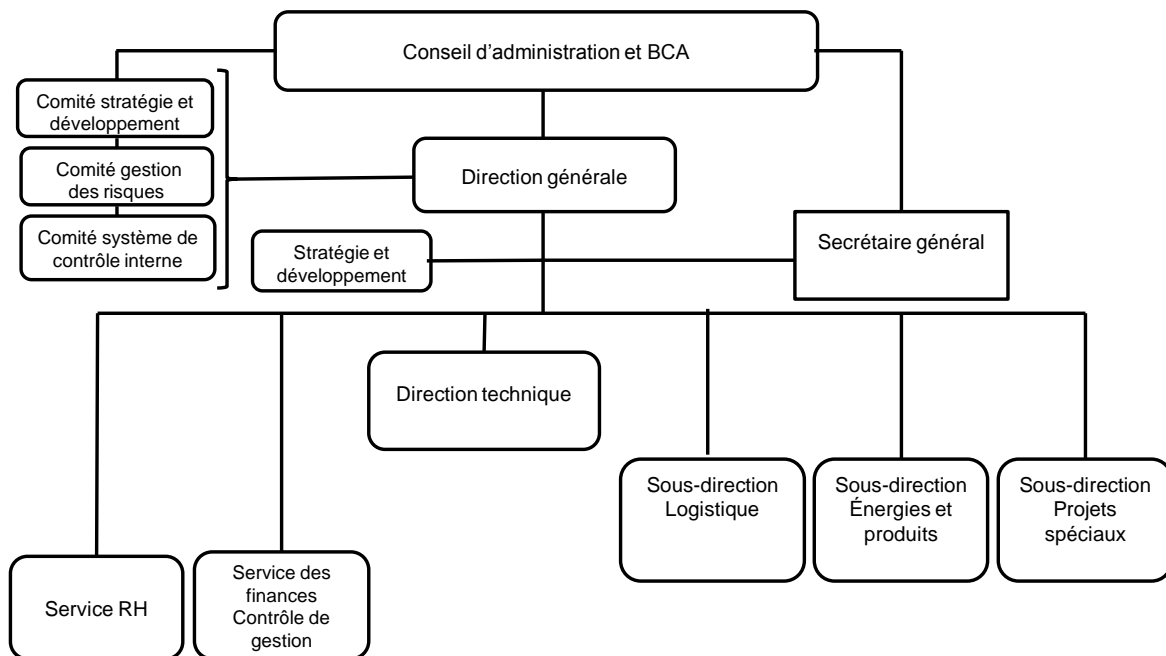 Conseil d’administration et BCA
Comité stratégie et
développement
Comité gestion
des risques
Comité système de
contrôle interne
Direction générale
Stratégie et
développement
Secrétaire général
Direction technique
Sous-direction
Logistique
Sous-direction
Énergies et
produits
Sous-direction
Projets
spéciaux
Service RH
Service des
finances
Contrôle de
gestion